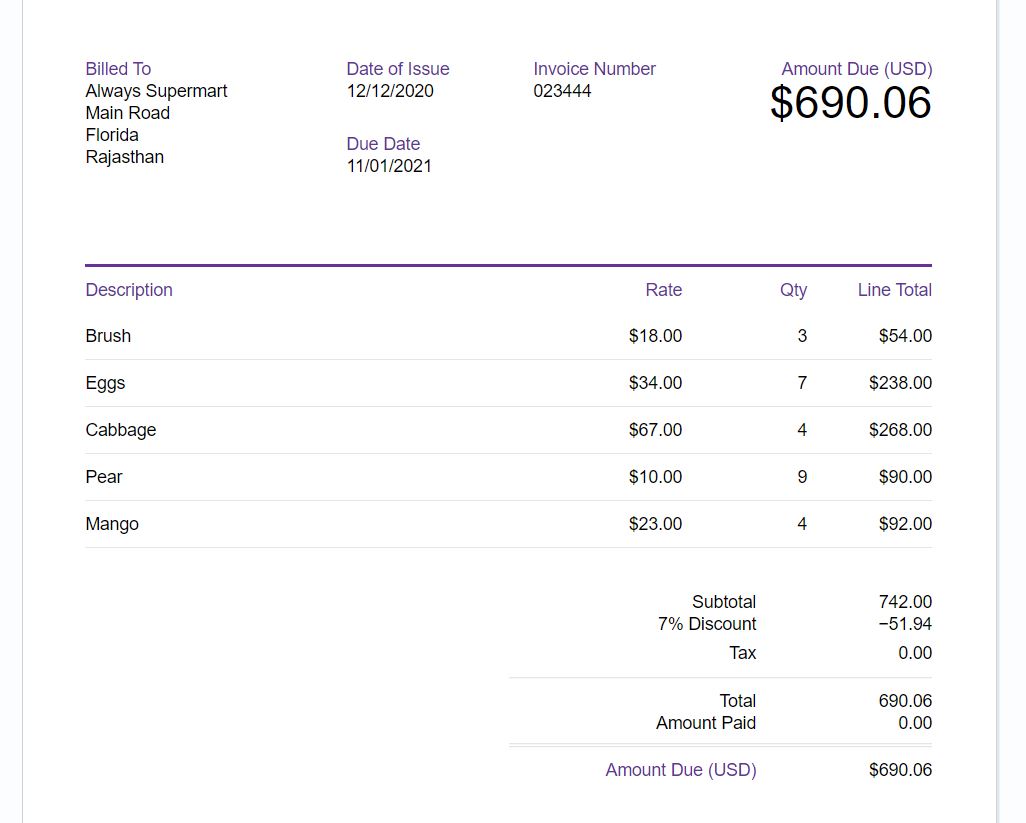 Billed To
Always Supermart
Main Road
Florida
Rajasthan
Date of Issue
12/12/2020
Due Date
11/01/2021
Invoice Number
023444
Amount Due (USD)
$690.06
Description Rate Qty Line Total
Brush $18.00 3 $54.00
Eggs $34.00 7 $238.00
Cabbage $67.00 4 $268.00
Pear $10.00 9 $90.00
Mango $23.00 4 $92.00
Subtotal 742.00
7% Discount −51.94
Tax 0.00
Total 690.06
Amount Paid 0.00
Amount Due (USD) $690.06